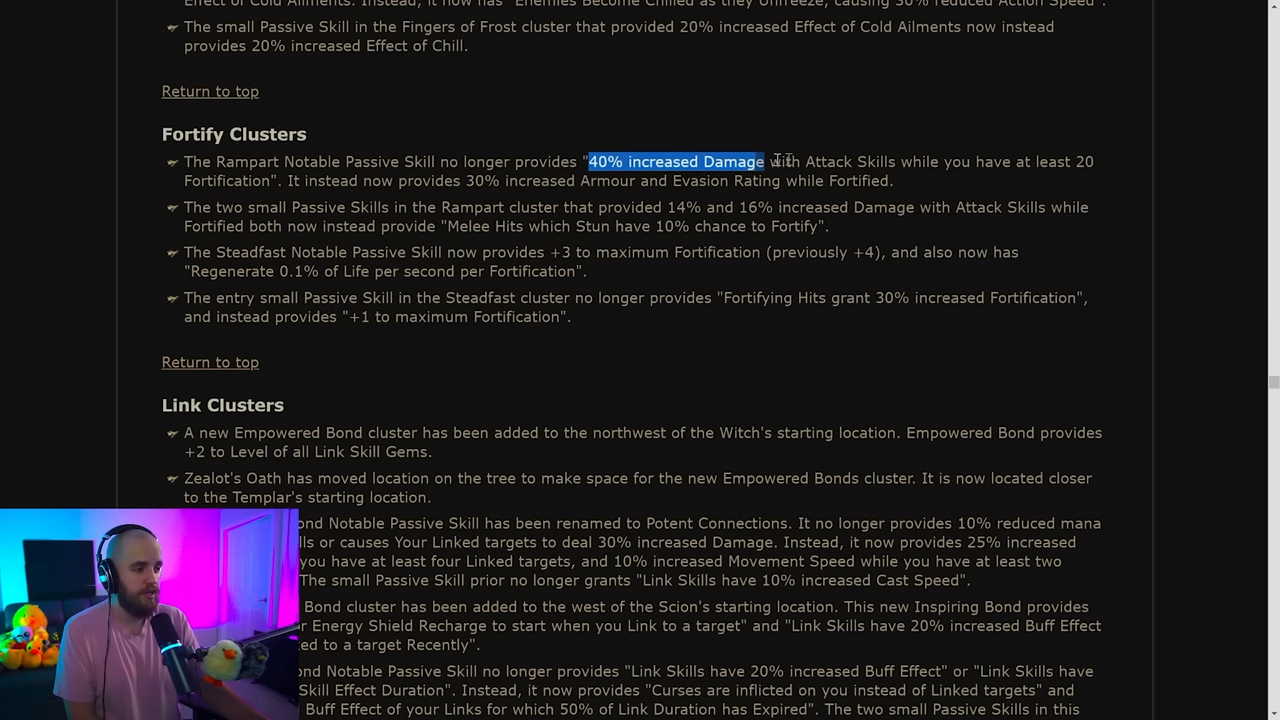 Effect of Cold Ailments. Instead, it now has "Enemies Become Chilled as they Unfreeze, causing 30% reduced Action Speed".
The small Passive Skill in the Fingers of Frost cluster that provided 20% increased Effect of Cold Ailments now instead
provides 20% increased Effect of Chill.
Return to top
Fortify Clusters
The Rampart Notable Passive Skill no longer provides "40% increased Damage with Attack Skills while you have at least 20
Fortification". It instead now provides 30% increased Armour and Evasion Rating while Fortified.
The two small Passive Skills in the Rampart cluster that provided 14% and 16% increased Damage with Attack Skills while
Fortified both now instead provide "Melee Hits which Stun have 10% chance to Fortify".
The Steadfast Notable Passive Skill now provides +3 to maximum Fortification (previously +4), and also now has
"Regenerate 0.1% of Life per second per Fortification".
The entry small Passive Skill in the Steadfast cluster no longer provides "Fortifying Hits grant 30% increased Fortification",
and instead provides "+1 to maximum Fortification".
Return to top
Link Clusters
A new Empowered Bond cluster has been added to the northwest of the Witch's starting location. Empowered Bond provides
+2 to Level of all Link Skill Gems.
Zealot's Oath has moved location on the tree to make space for the new Empowered Bonds cluster. It is now located closer
to the Templar's starting location.
ond Notable Passive Skill has been renamed to Potent Connections. It no longer provides 10% reduced mana
lls or causes Your Linked targets to deal 30% increased Damage. Instead, it now provides 25% increased
you have at least four Linked targets, and 10% increased Movement Speed while you have at least two
The small Passive Skill prior no longer grants "Link Skills have 10% increased Cast Speed".
Bond cluster has been added to the west of the Scion's starting location. This new Inspiring Bond provides
r Energy Shield Recharge to start when you Link to a target" and "Link Skills have 20% increased Buff Effect
ed to a target Recently".
ond Notable Passive Skill no longer provides "Link Skills have 20% increased Buff Effect" or "Link Skills have
Skill Effect Duration". Instead, it now provides "Curses are inflicted on you instead of Linked targets" and
Buff Effect of your Links for which 50% of Link Duration has Expired". The two small Passive Skills in this